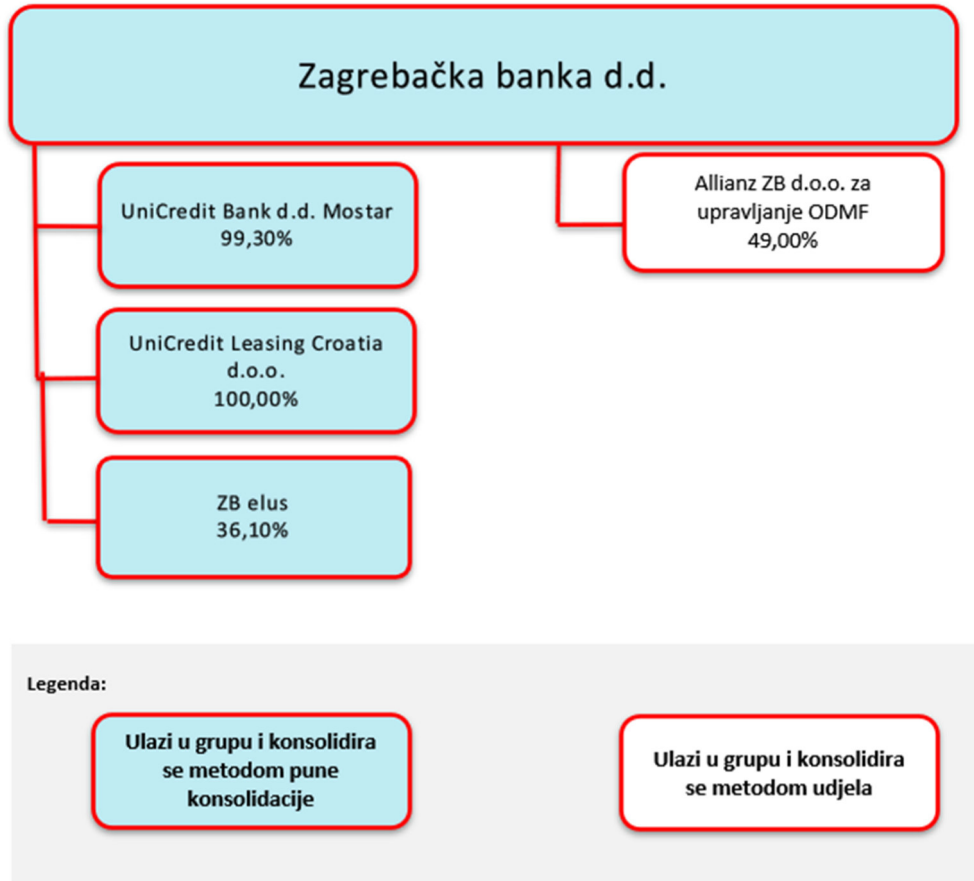 Zagrebačka banka d.d.
UniCredit Bank d.d. Mostar
99,30%
Allianz ZB d.o.o. za
upravljanje ODMF
49,00%
UniCredit Leasing Croatia
d.o.o.
100,00%
ZB elus
36,10%
Legenda:
Ulazi u grupu i konsolidira
se metodom pune
konsolidacije
Ulazi u grupu i konsolidira
se metodom udjela